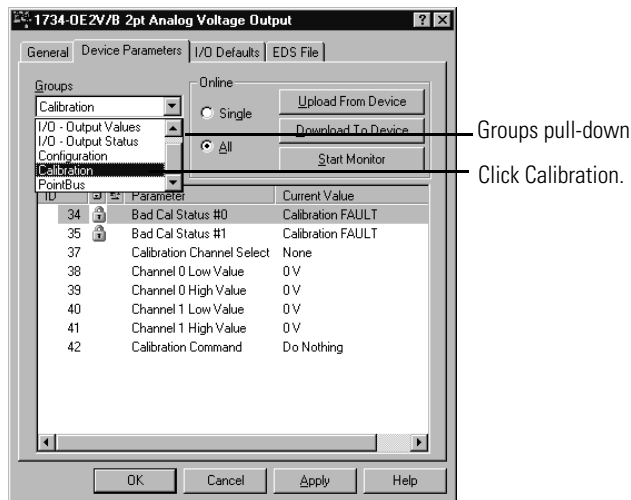 1734-OE2V/B 2pt Analog Voltage Output
General Device Parameters I/O Defaults EDS File
Groups
Calibration
I/O - Output Values
I/O - Output Status
Configuration
Calibration
PointBus
Online
Single
All
Upload From Device
Download To Device
Start Monitor
Groups pull-down
Click Calibration.
ID Parameter Current Value
34 Bad Cal Status #0 Calibration FAULT
35 Bad Cal Status #1 Calibration FAULT
37 Calibration Channel Select None
38 Channel 0 Low Value 0 V
39 Channel 0 High Value 0 V
40 Channel 1 Low Value 0 V
41 Channel 1 High Value 0 V
42 Calibration Command Do Nothing
OK Cancel Apply Help